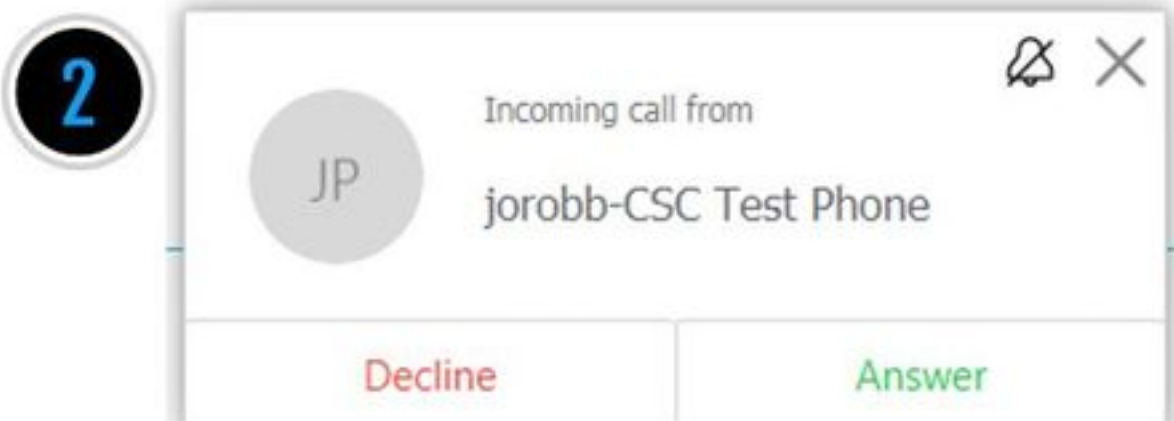 2
Incoming call from
JP
jorobb-CSC Test Phone
Decline
Answer